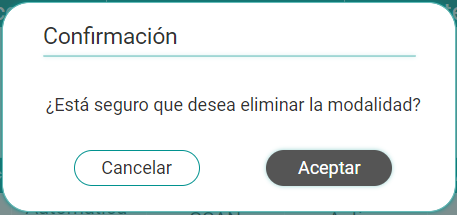 Confirmación
¿Está seguro que desea eliminar la modalidad?
Cancelar
Aceptar